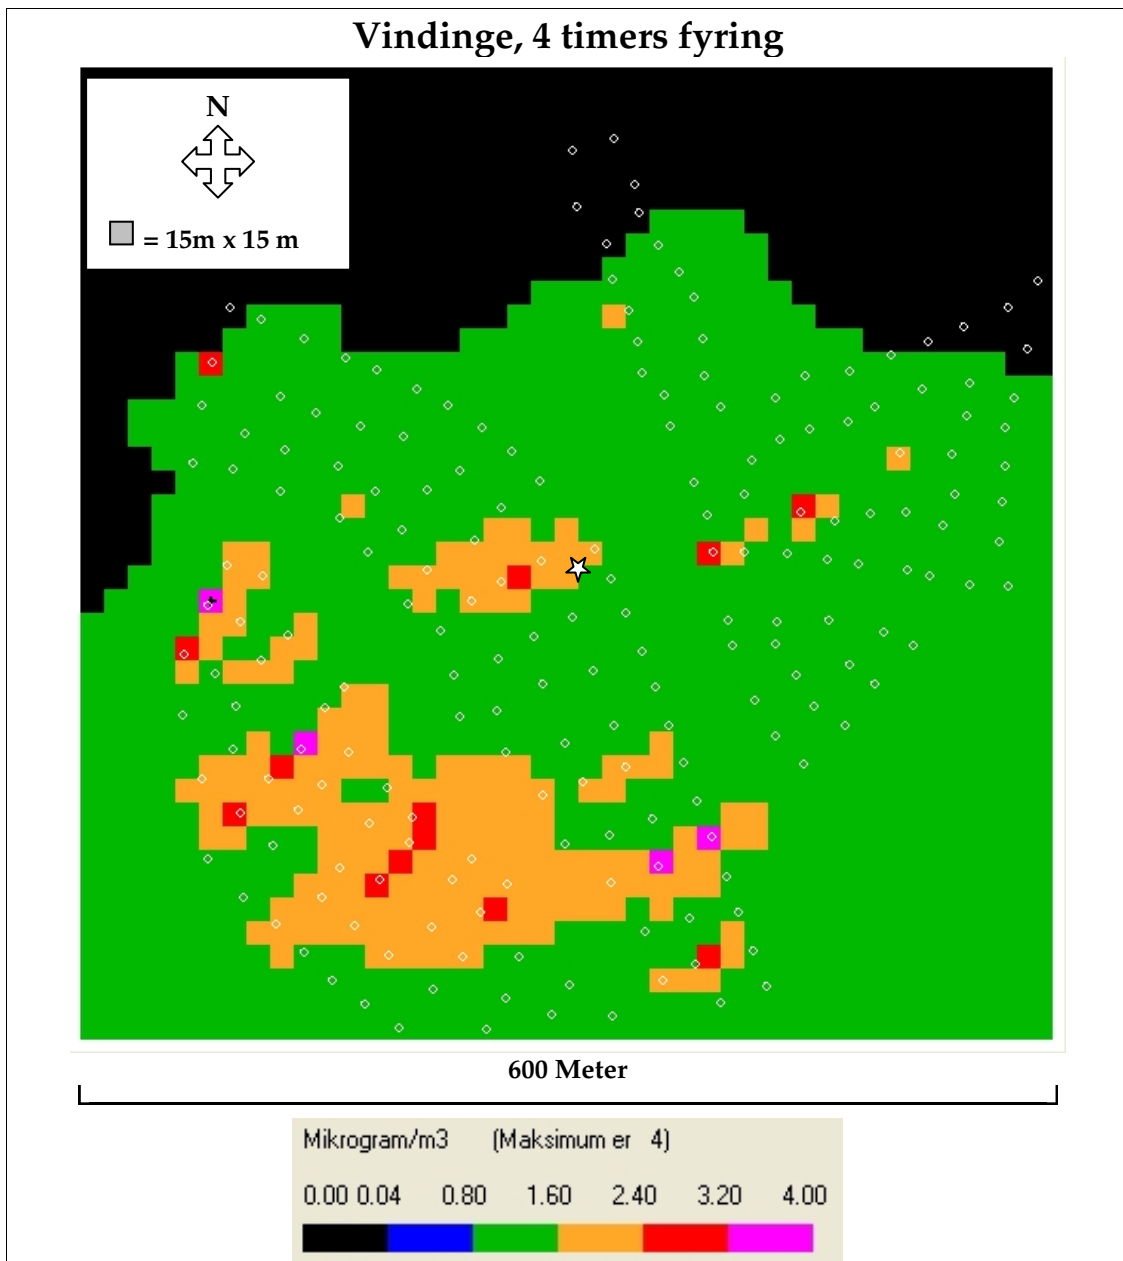 Vindinge, 4 timers fyring
N
= 15m x 15 m
600 Meter
Mikrogram/m3 (Maksimum er 4)
0.00 0.04 0.80 1.60 2.40 3.20 4.00